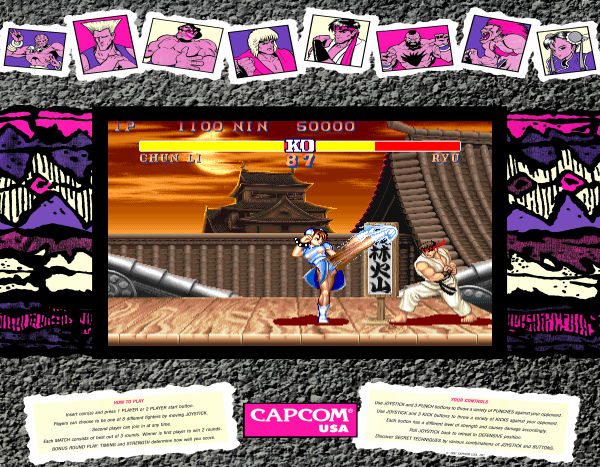 1P 1100 NIN 50000
KO
CHUN LI 87 RYU
林火山
HOW TO PLAY
Insert coin(s) and press 1 PLAYER or 2 PLAYER start button.
Players can choose to be one of 8 different fighters by moving JOYSTICK.
Second player can join in at any time.
Each MATCH consists of best out of 3 rounds. Winner is first player to win 2 rounds.
BONUS ROUND PLAY TIMING and STRENGTH determine how well you score.
CAPCOM
USA
YOUR CONTROLS
Use JOYSTICK and 3 PUNCH buttons to throw a variety of PUNCHES against your opponent.
Use JOYSTICK and 3 KICK buttons to throw a variety of KICKS against your opponent.
Each button has a different level of strength and causes damage accordingly.
Pull JOYSTICK back to retreat to DEFENSIVE position.
Discover SECRET TECHNIQUES by various combinations of JOYSTICK and BUTTONS.